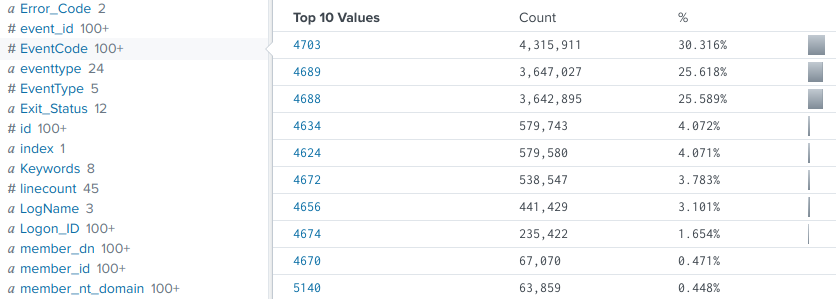 a Error_Code 2
# event_id 100+
# EventCode 100+
a eventtype 24
# EventType 5
a Exit_Status 12
# id 100+
a index 1
a Keywords 8
# linecount 45
a LogName 3
a Logon_ID 100+
a member_dn 100+
a member_id 100+
a member_nt_domain 100+
Top 10 Values Count %
4703 4,315,911 30.316%
4689 3,647,027 25.618%
4688 3,642,895 25.589%
4634 579,743 4.072%
4624 579,580 4.071%
4672 538,547 3.783%
4656 441,429 3.101%
4674 235,422 1.654%
4670 67,070 0.471%
5140 63,859 0.448%